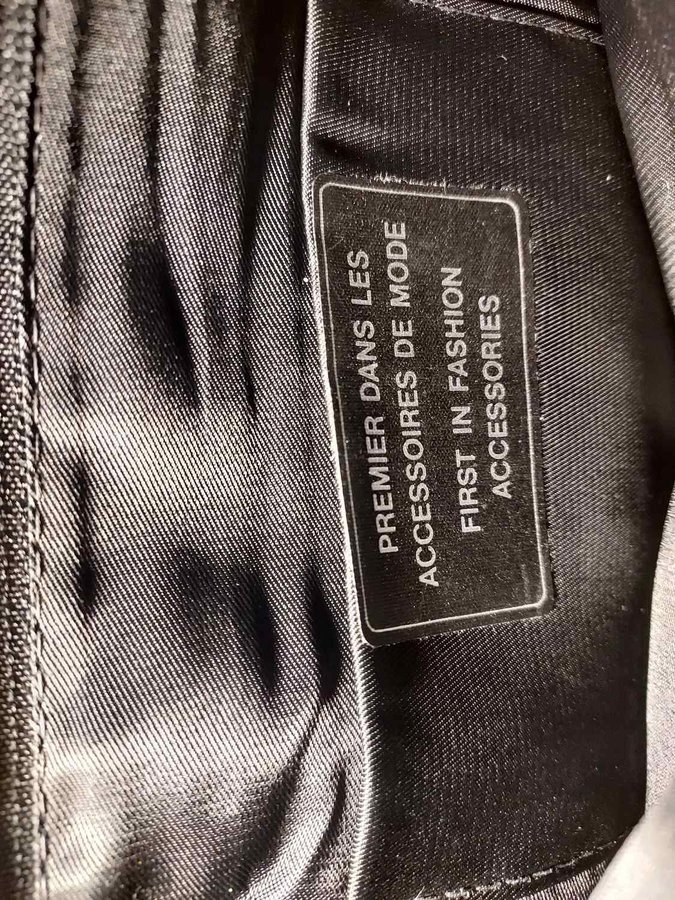 PREMIER DANS LES
ACCESSOIRES DE MODE
FIRST IN FASHION
ACCESSORIES